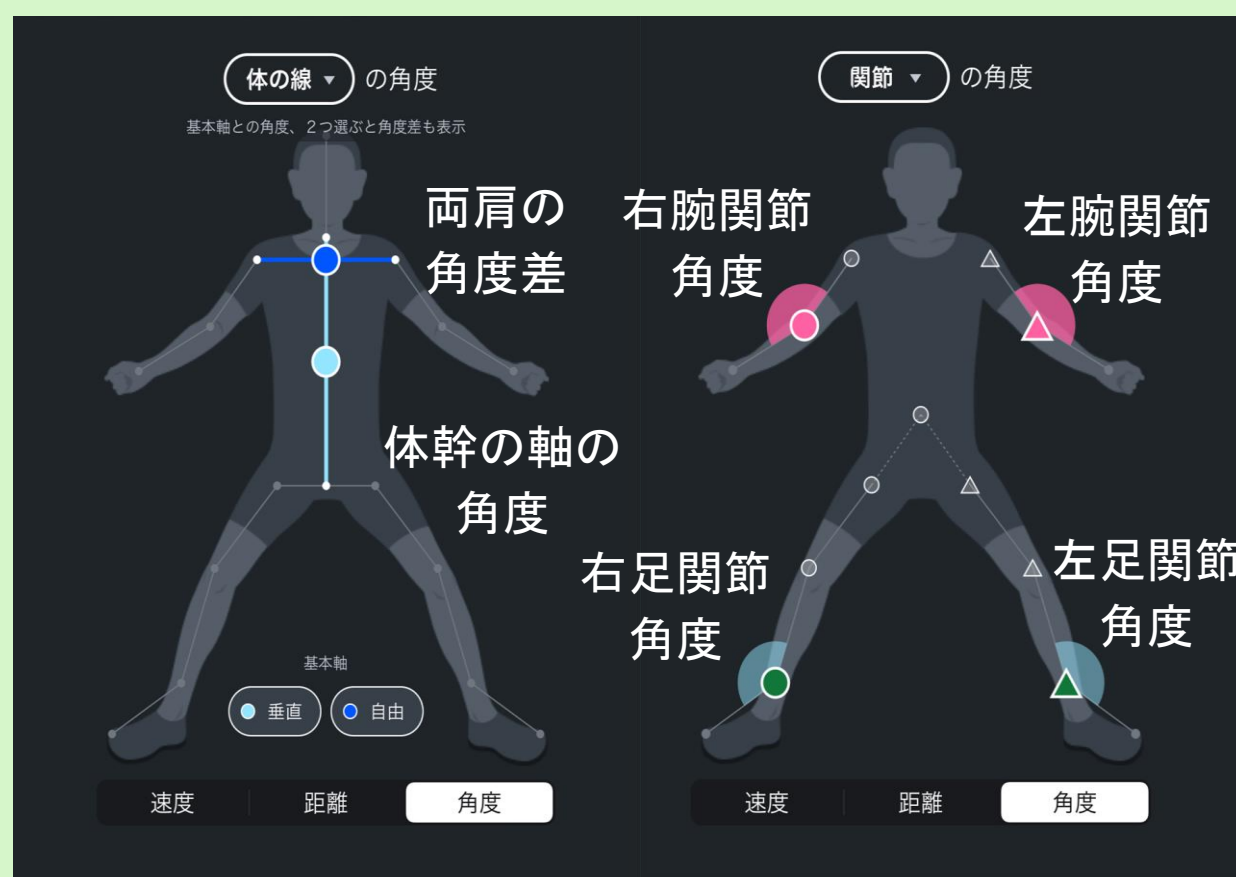 体の線 ▼ の角度
基本軸との角度、2つ選ぶと角度差も表示
両肩の
角度差
体幹の軸の
角度
基本軸
垂直
自由
速度
距離
角度
関節 ▼ の角度
右腕関節
角度
左腕関節
角度
右足関節
角度
左足関節
角度
速度
距離
角度